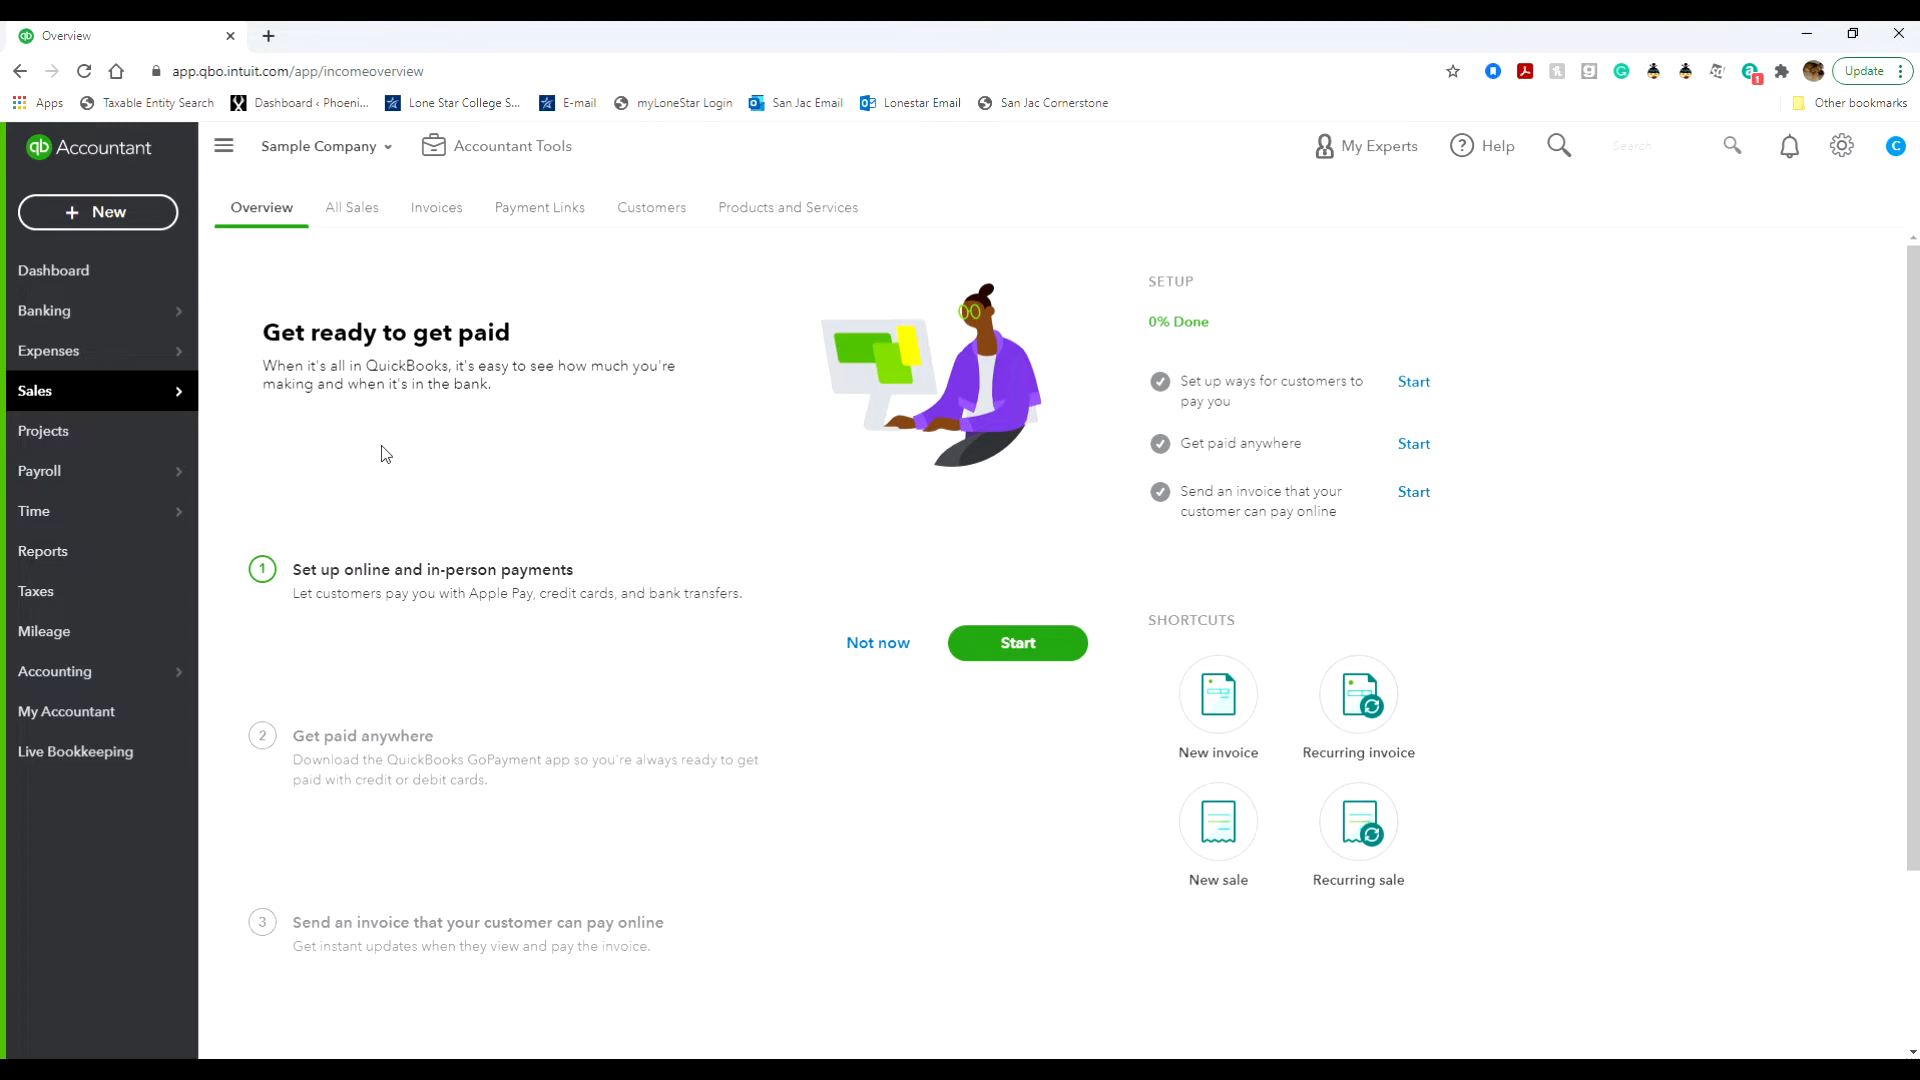 Overview
app.qbo.intuit.com/app/incomeoverview
Update
Apps
Taxable Entity Search
Dashboard ‹ Phoeni...
Lone Star College S...
E-mail
myLoneStar Login
San Jac Email
Lonestar Email
San Jac Cornerstone
Other bookmarks
qb Accountant
Sample Company
Accountant Tools
My Experts
Help
Search
C
+ New
Overview
All Sales
Invoices
Payment Links
Customers
Products and Services
Dashboard
Banking
Expenses
Sales
Projects
Payroll
Time
Reports
Taxes
Mileage
Accounting
My Accountant
Live Bookkeeping
Get ready to get paid
When it's all in QuickBooks, it's easy to see how much you're
making and when it's in the bank.
1
Set up online and in-person payments
Let customers pay you with Apple Pay, credit cards, and bank transfers.
Not now
Start
2
Get paid anywhere
Download the QuickBooks GoPayment app so you're always ready to get
paid with credit or debit cards.
3
Send an invoice that your customer can pay online
Get instant updates when they view and pay the invoice.
SETUP
0% Done
Set up ways for customers to
pay you
Start
Get paid anywhere
Start
Send an invoice that your
customer can pay online
Start
SHORTCUTS
New invoice
Recurring invoice
New sale
Recurring sale